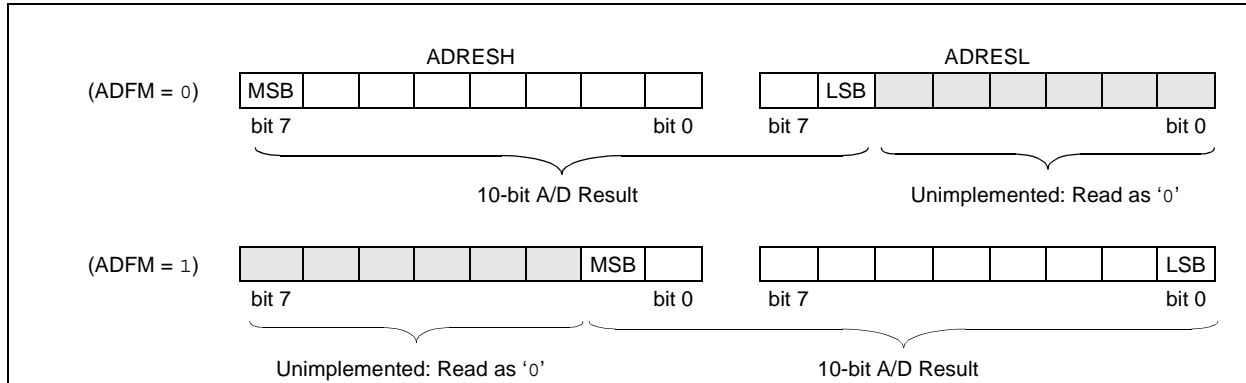 ADRESH ADRESL
(ADFM = 0) MSB LSB
bit 7 bit 0 bit 7 bit 0
10-bit A/D Result Unimplemented: Read as ‘0’
(ADFM = 1) MSB LSB
bit 7 bit 0 bit 7 bit 0
Unimplemented: Read as ‘0’ 10-bit A/D Result